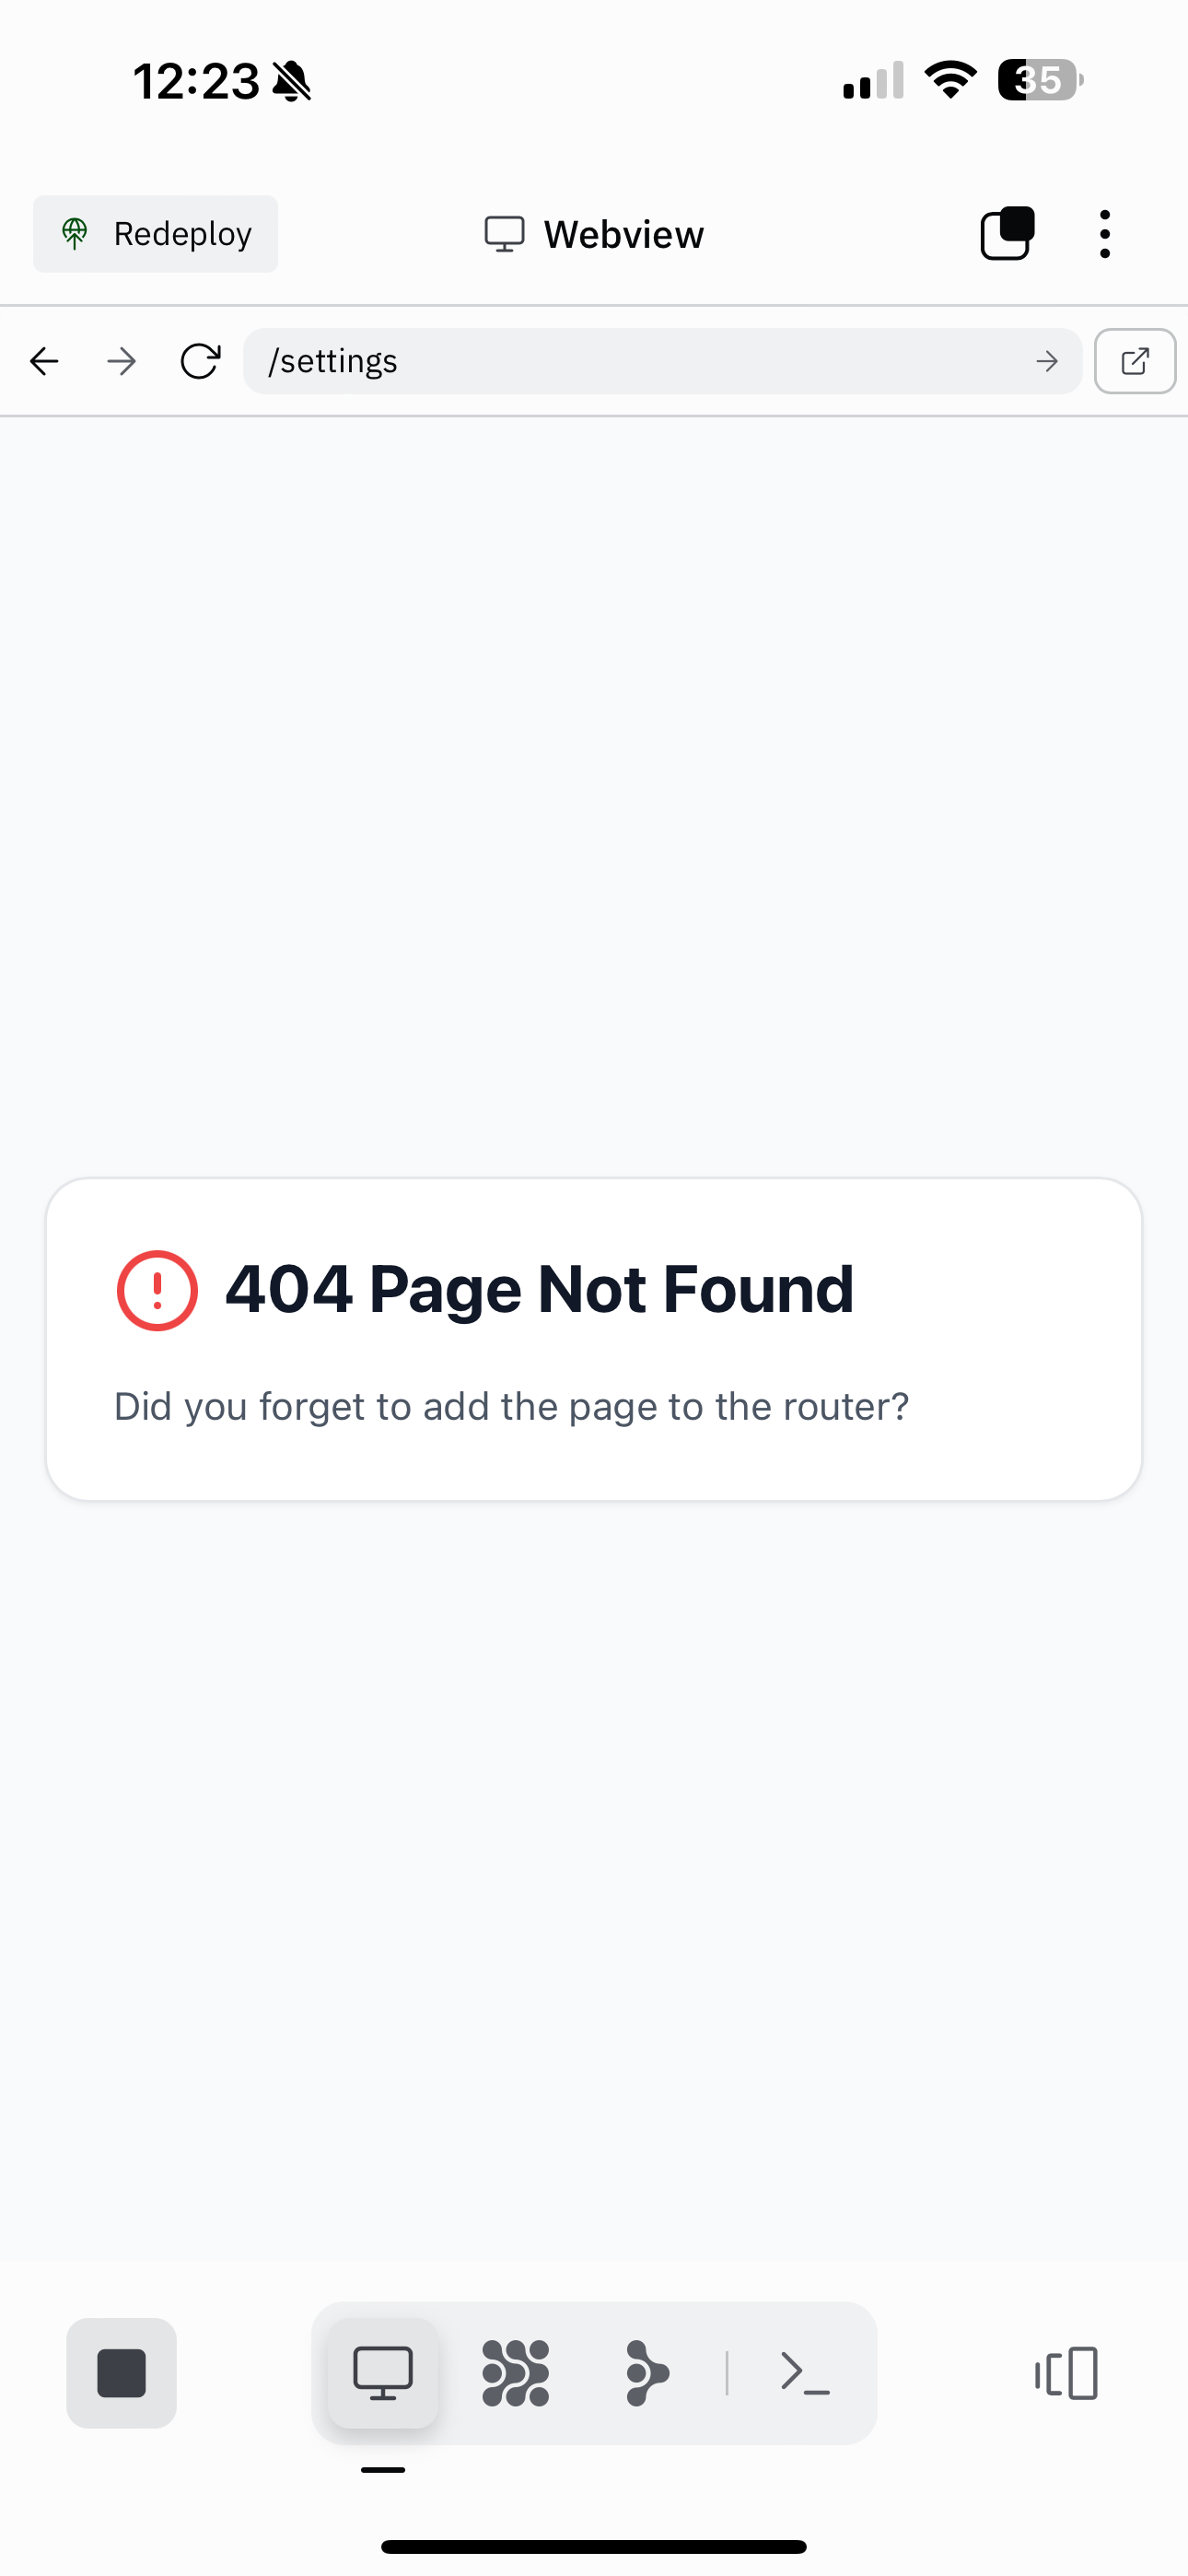 12:23
35
Redeploy
Webview
/settings
404 Page Not Found
Did you forget to add the page to the router?